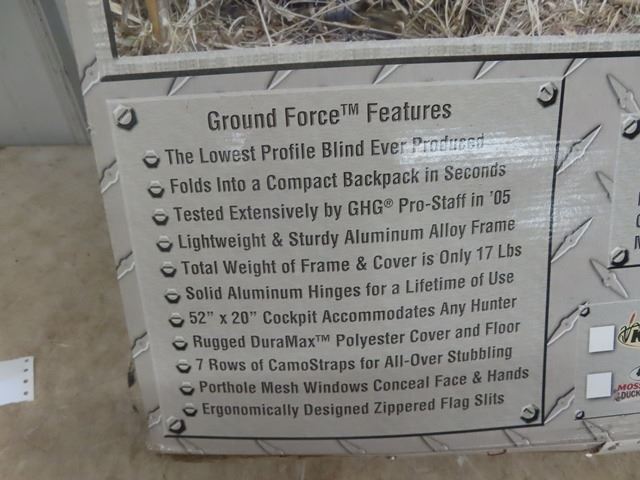 Ground Force™ Features
The Lowest Profile Blind Ever Produced
Folds Into a Compact Backpack in Seconds
Tested Extensively by GHG® Pro-Staff in '05
Lightweight & Sturdy Aluminum Alloy Frame
Total Weight of Frame & Cover is Only 17 Lbs
Solid Aluminum Hinges for a Lifetime of Use
52" x 20" Cockpit Accommodates Any Hunter
Rugged DuraMax™ Polyester Cover and Floor
7 Rows of CamoStraps for All-Over Stubbling
Porthole Mesh Windows Conceal Face & Hands
Ergonomically Designed Zippered Flag Slits